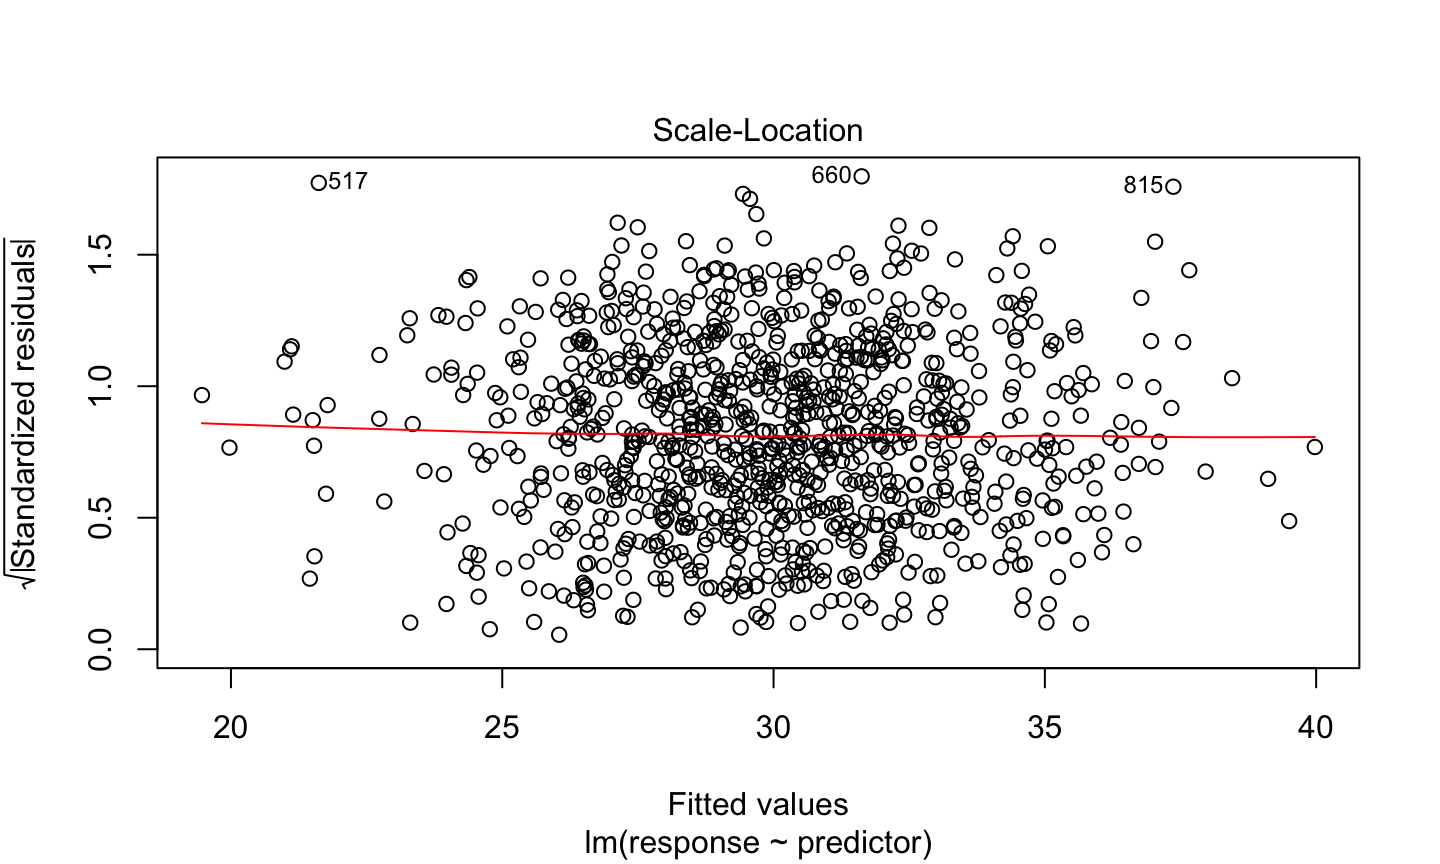 Scale-Location
517
660
815
√|Standardized residuals|
0.0 0.5 1.0 1.5
20 25 30 35 40
Fitted values
lm(response ~ predictor)